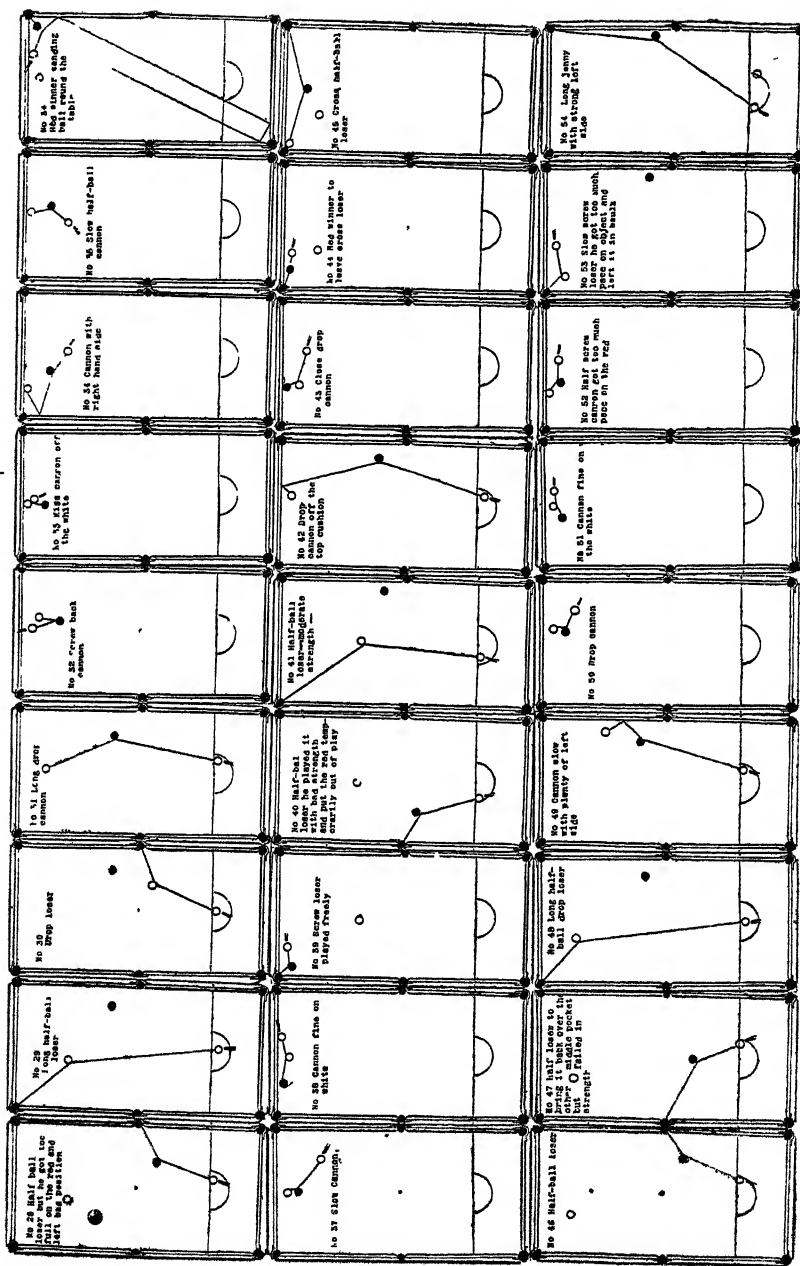 No 28 Half ball
loser but he got too
full on the red and
left bad position
No 29
Long half-ball
loser
No 30
Drop loser
No 31 Long drop
cannon
No 32 Screw back
cannon
No 33 Kiss cannon off
the white
No 34 Cannon with
right hand side
No 35 Slow half-ball
cannon
No
Red winner sending
ball round the
table
No 37 Slow Cannon.
No 38 Cannon fine on
white
No 39 Screw loser
played freely
No 40 Half-bal
loser he played it
with bad strength
and put the red temp-
orarily out of play
No 41 Half-ball
loser—moderate
strength —
No 42 Drop
cannon off the
top cushion
No 43 Close drop
cannon
No 44 Red winner to
leave cross loser
No 45 Cross half-ball
loser
No 46 Half-ball loser
No 47 half loser to
bring it back over the
other middle pocket
but failed in
strength
No 48 Long half-
ball drop loser
No 49 Cannon slow
with plenty of left
side
No 50 Drop cannon
No 51 Cannan fine on
the white
No 52 Half screw
cannon got too much
pace on the red
No 53 Slow screw
loser he got too much
pace on object and
left it in baulk
No 54 Long Jenny
with strong left
side